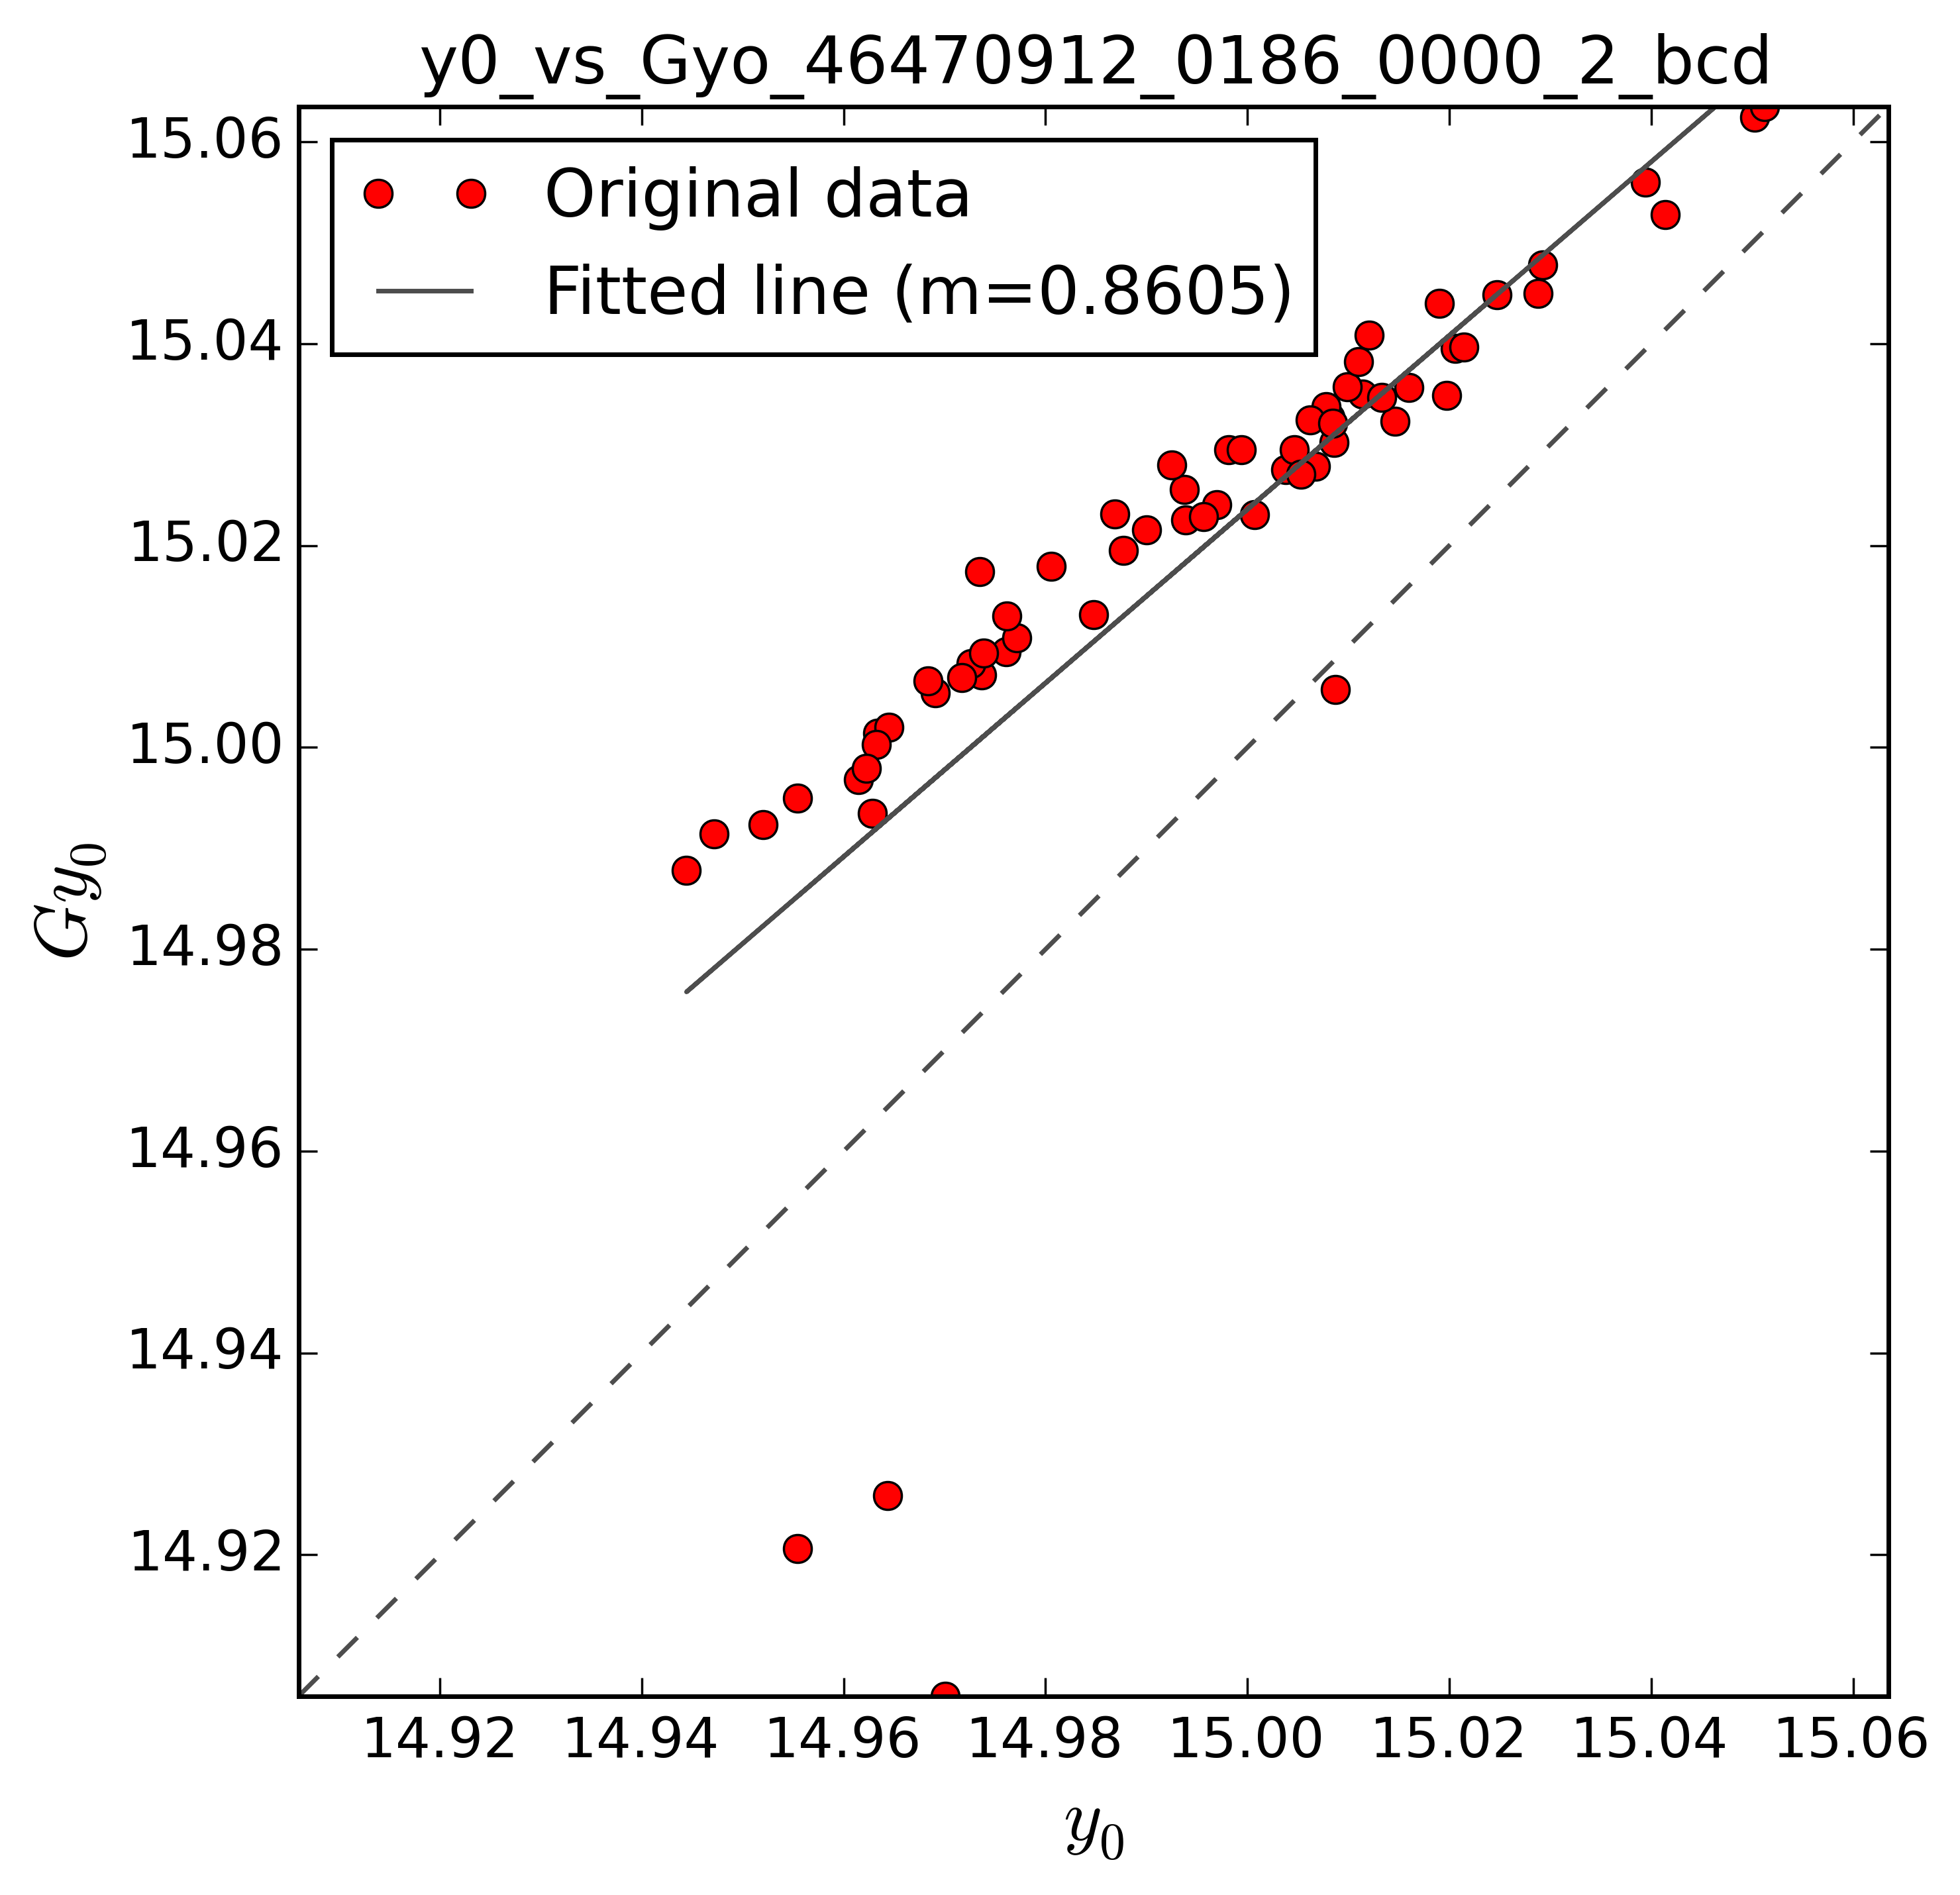 y0_vs_Gyo_46470912_0186_0000_2_bcd
Original data
Fitted line (m=0.8605)
15.06
15.04
15.02
15.00
14.98
14.96
14.94
14.92
Gy₀
14.92 14.94 14.96 14.98 15.00 15.02 15.04 15.06
y₀